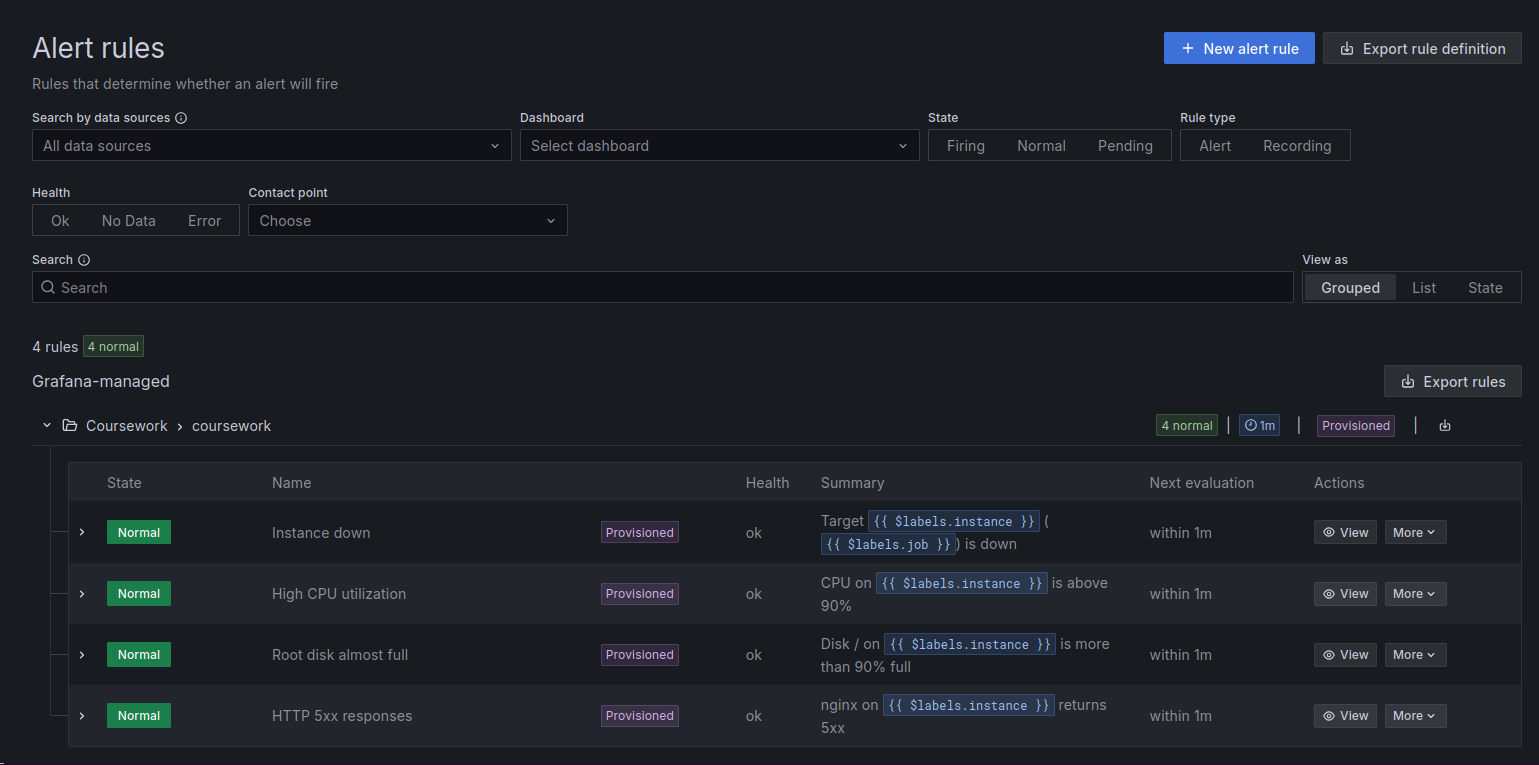 Alert rules
New alert rule
Export rule definition
Rules that determine whether an alert will fire
Search by data sources
Dashboard
State
Rule type
All data sources
Select dashboard
Firing Normal Pending
Alert Recording
Health
Contact point
Ok No Data Error
Choose
Search
View as
Search
Grouped List State
4 rules 4 normal
Grafana-managed
Export rules
Coursework › coursework
4 normal | 1m | Provisioned |
State Name Health Summary Next evaluation Actions
Normal Instance down Provisioned ok Target {{ $labels.instance }} (
{{ $labels.job }}) is down within 1m View More
Normal High CPU utilization Provisioned ok CPU on {{ $labels.instance }} is above
90% within 1m View More
Normal Root disk almost full Provisioned ok Disk / on {{ $labels.instance }} is more
than 90% full within 1m View More
Normal HTTP 5xx responses Provisioned ok nginx on {{ $labels.instance }} returns
5xx within 1m View More